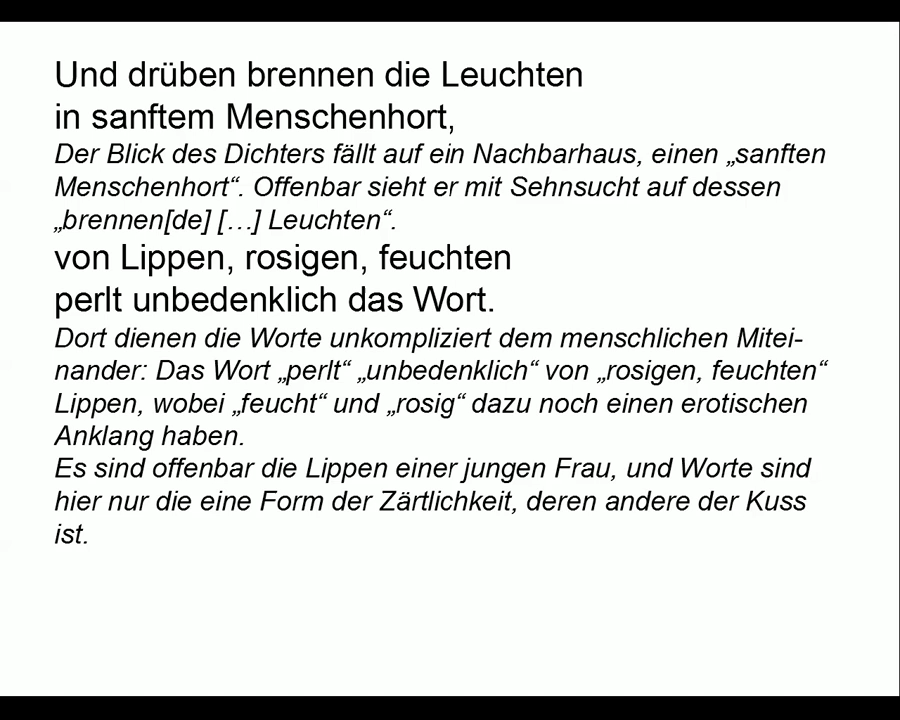 Und drüben brennen die Leuchten
in sanftem Menschenhort,
Der Blick des Dichters fällt auf ein Nachbarhaus, einen „sanften
Menschenhort“. Offenbar sieht er mit Sehnsucht auf dessen
„brennen[de] […] Leuchten“.
von Lippen, rosigen, feuchten
perlt unbedenklich das Wort.
Dort dienen die Worte unkompliziert dem menschlichen Mitei-
nander: Das Wort „perlt“ „unbedenklich“ von „rosigen, feuchten“
Lippen, wobei „feucht“ und „rosig“ dazu noch einen erotischen
Anklang haben.
Es sind offenbar die Lippen einer jungen Frau, und Worte sind
hier nur die eine Form der Zärtlichkeit, deren andere der Kuss
ist.